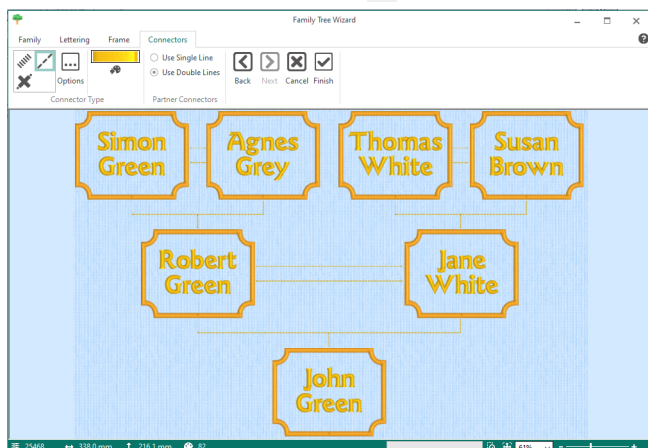 Family Tree Wizard
Family Lettering Frame Connectors
Options
Use Single Line
Use Double Lines
Back Next Cancel Finish
Connector Type Partner Connectors
Simon Green
Agnes Grey
Thomas White
Susan Brown
Robert Green
Jane White
John Green
25468 338.0 mm 216.1 mm 82 61%